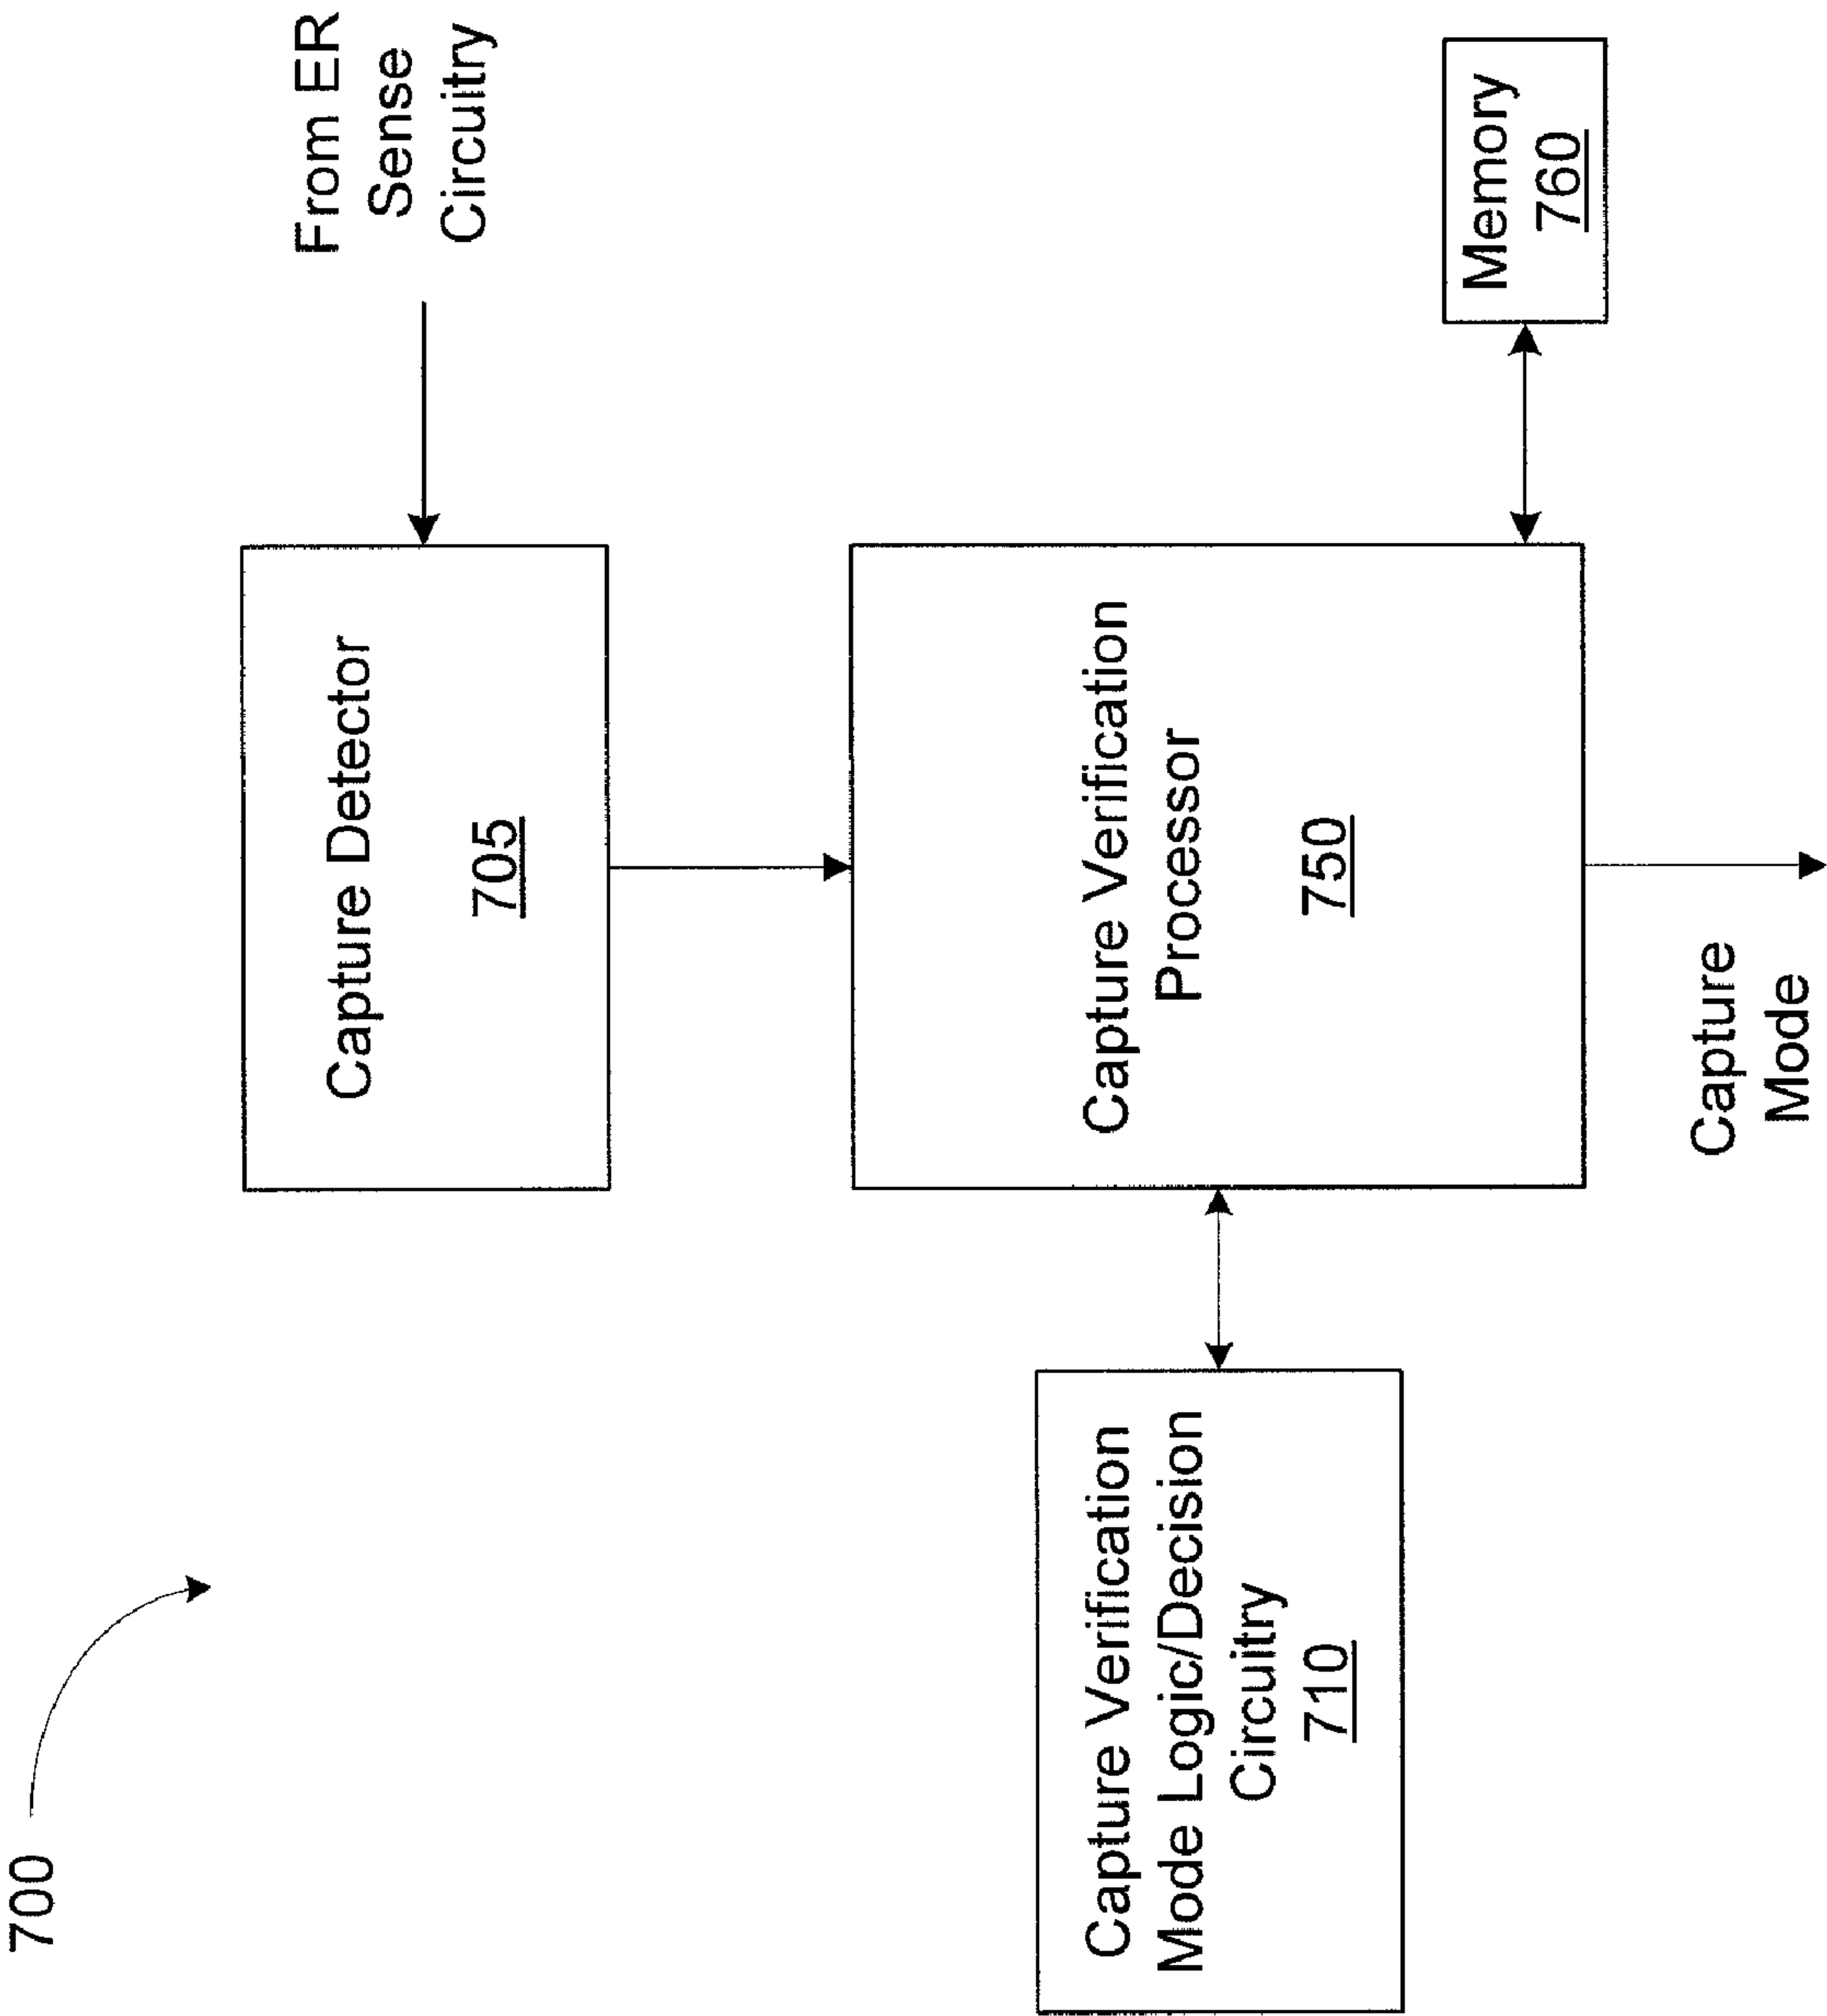 700
From ER
Sense
Circuitry
Capture Detector
705
Capture Verification
Processor
750
Memory
760
Capture Verification
Mode Logic/Decision
Circuitry
710
Capture
Mode